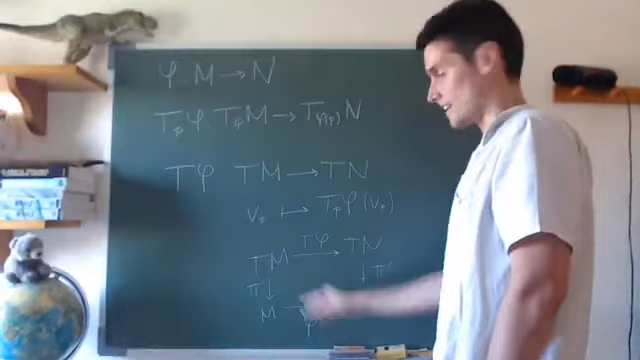 φ M → N
T_pφ T_pM → T_φ(p) N
Tφ TM → TN
v_p ↦ T_pφ(v_p)
TM Tφ → TN
π ↓ ↓ π'
M → φ